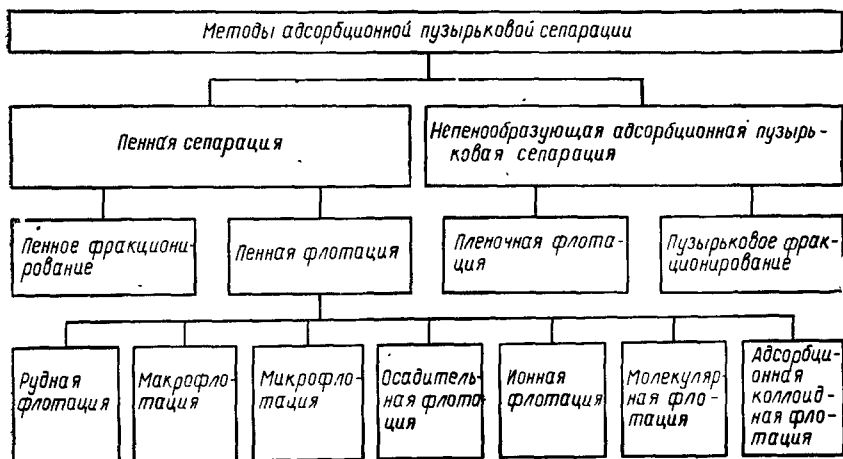 Методы адсорбционной пузырьковой сепарации
Пенная сепарация
Непенообразующая адсорбционная пузырь-
ковая сепарация
Пенное фракциони-
рование
Пенная флотация
Пленочная флота-
ция
Пузырьковое фрак-
ционирование
Рудная
флотация
Макрофло-
тация
Микрофло-
тация
Осадитель-
ная флота-
ция
Ионная
флотация
Молекуляр-
ная фло-
тация
Адсорбци-
онная
коллоид-
ная фло-
тация